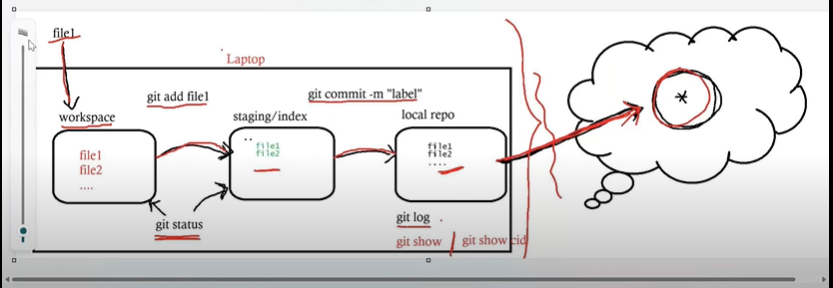 file1
Laptop
git add file1
git commit -m "label"
workspace
staging/index
local repo
file1
file2
....
..
file1
file2
file1
file2
....
git status
git log .
git show / git show cid
*